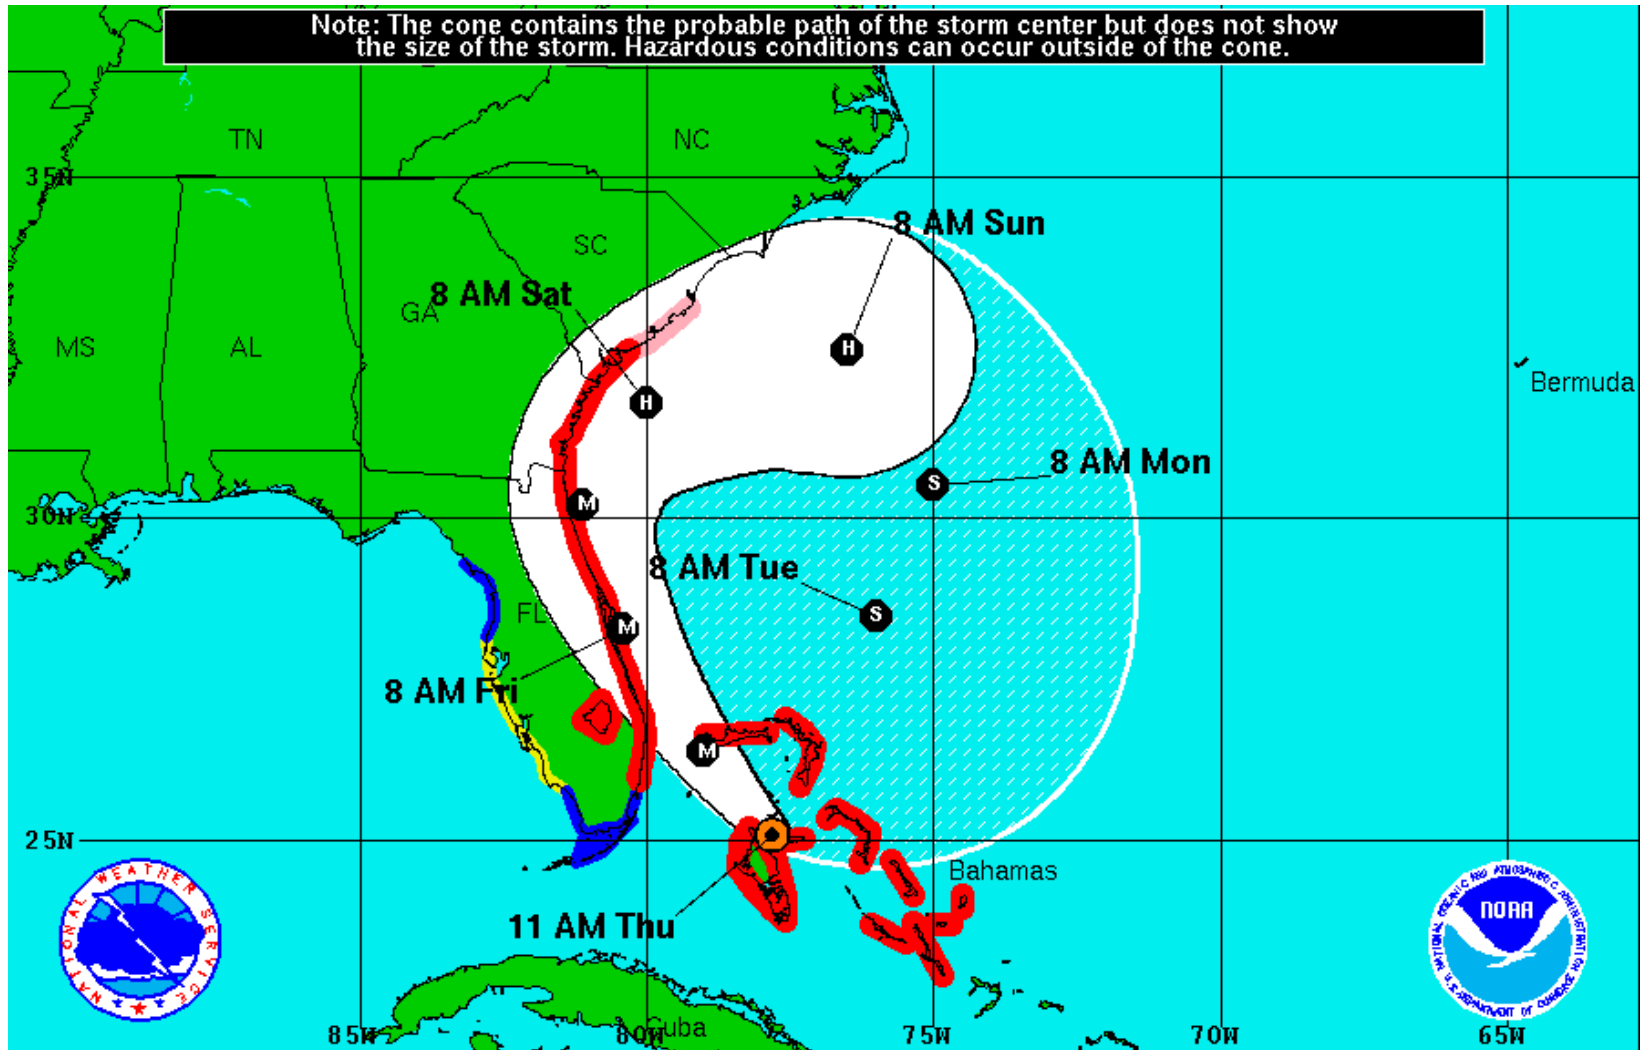 Note: The cone contains the probable path of the storm center but does not show
the size of the storm. Hazardous conditions can occur outside of the cone.
TN
NC
35N
8 AM Sun
SC
8 AM Sat
GA
MS
AL
H
Bermuda
H
8 AM Mon
S
M
30N
8 AM Tue
FL
S
M
8 AM Fri
M
25N
Bahamas
NATIONAL WEATHER SERVICE
NOAA
11 AM Thu
Cuba
85W
80W
75W
70W
65W